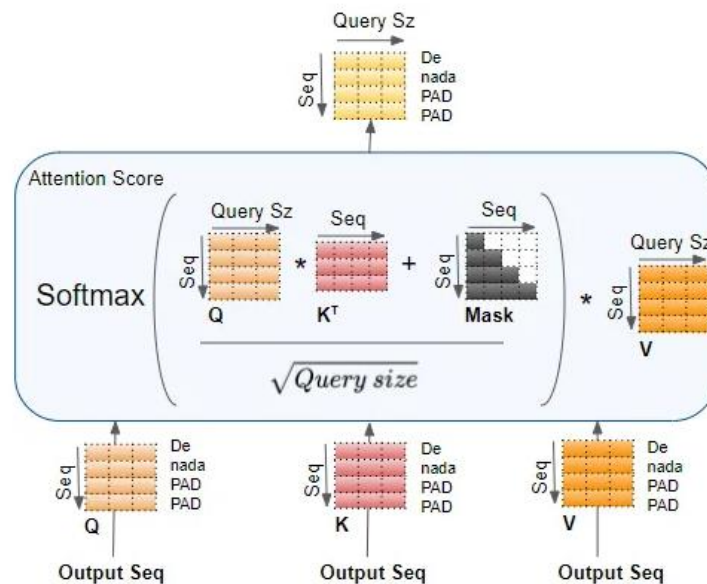 Query Sz
Seq
De
nada
PAD
PAD
Attention Score
Softmax
Query Sz
Seq
Q
*
Seq
Kᵀ
+
Seq
Seq
Mask
√Query size
*
Query Sz
Seq
V
Seq
De
nada
PAD
PAD
Q
Output Seq
Seq
De
nada
PAD
PAD
K
Output Seq
Seq
De
nada
PAD
PAD
V
Output Seq